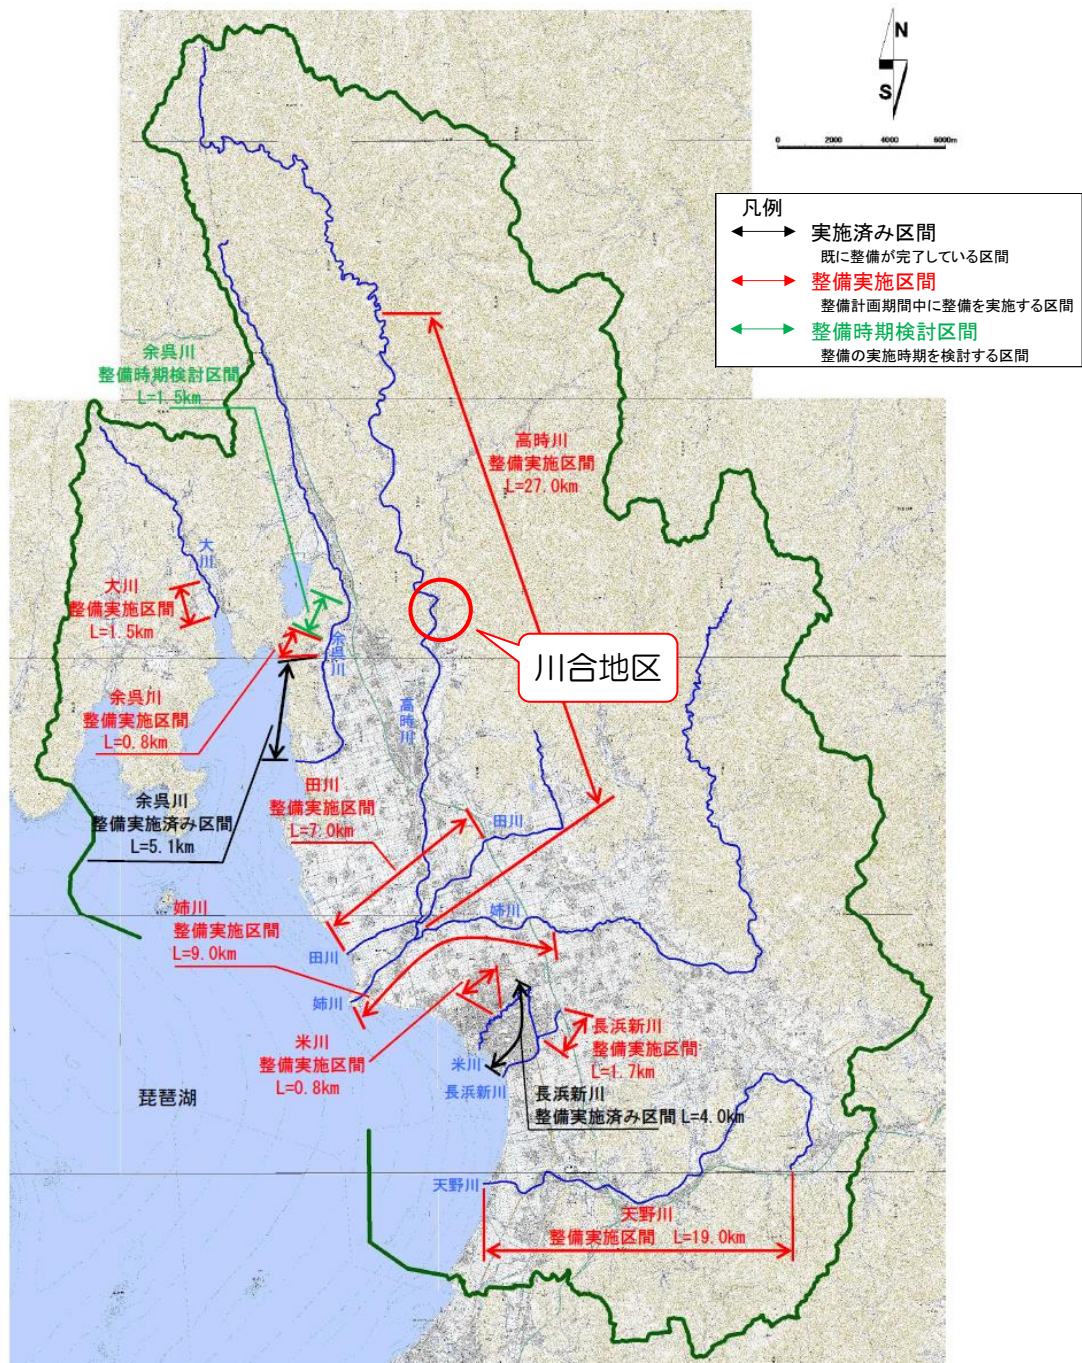 N
S
0 2000 4000 6000m
凡例
実施済み区間
既に整備が完了している区間
整備実施区間
整備計画期間中に整備を実施する区間
整備時期検討区間
整備の実施時期を検討する区間
余呉川
整備時期検討区間
L=1.5km
高時川
整備実施区間
L=27.0km
大川
大川
整備実施区間
L=1.5km
余呉川
川合地区
余呉川
整備実施区間
L=0.8km
高時川
余呉川
整備実施済み区間
L=5.1km
田川
整備実施区間
L=7.0km
田川
姉川
整備実施区間
L=9.0km
姉川
田川
姉川
米川
整備実施区間
L=0.8km
米川
長浜新川
長浜新川
整備実施区間
L=1.7km
長浜新川
整備実施済み区間 L=4.0km
琵琶湖
天野川
天野川
整備実施区間 L=19.0km